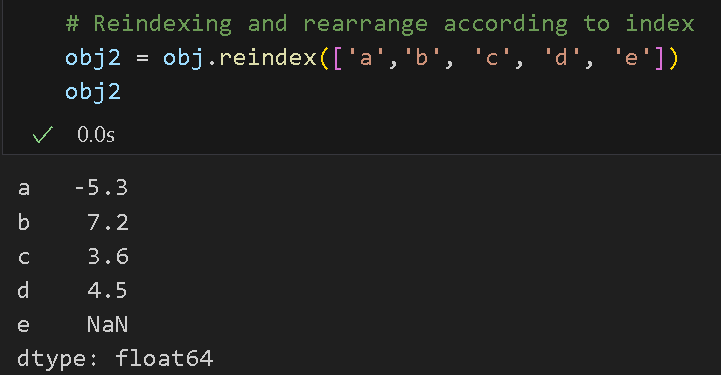 # Reindexing and rearrange according to index
obj2 = obj.reindex(['a','b', 'c', 'd', 'e'])
obj2
✓ 0.0s
a -5.3
b 7.2
c 3.6
d 4.5
e NaN
dtype: float64